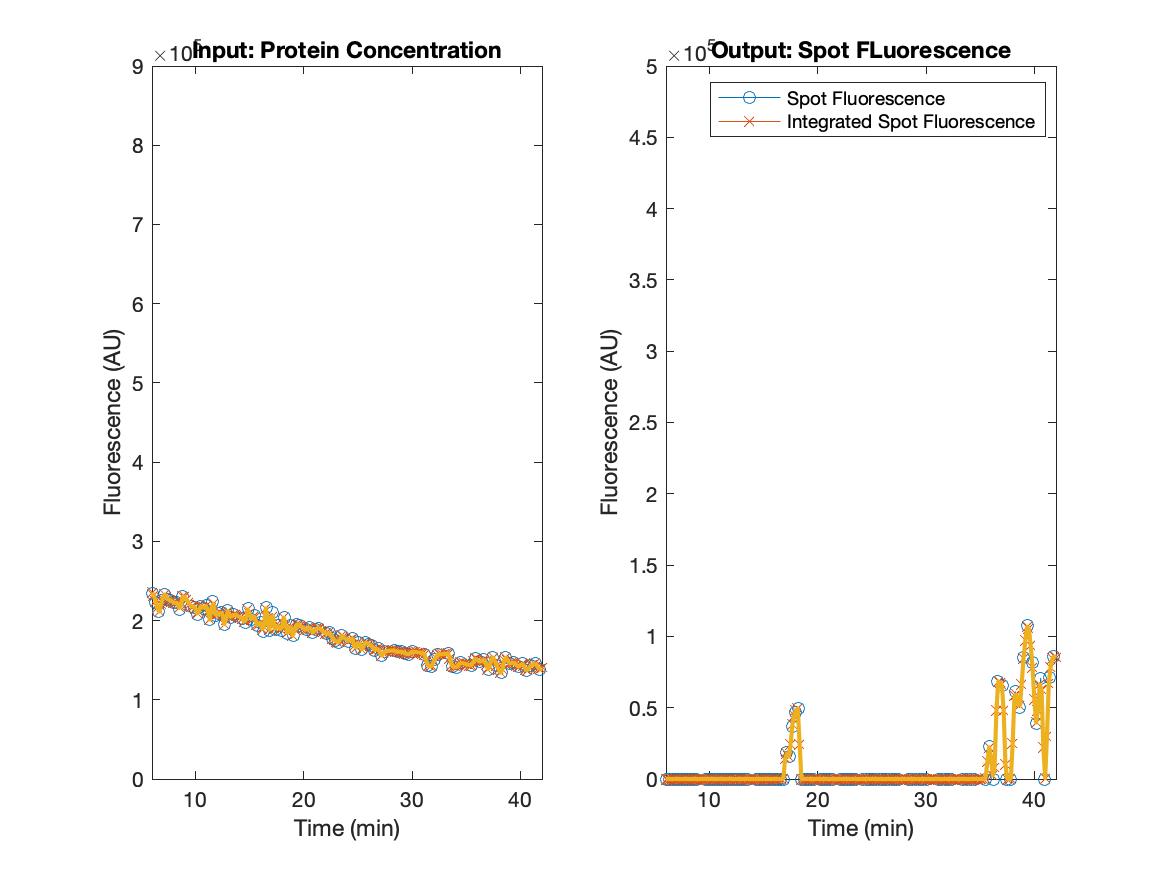 ×10⁵ Input: Protein Concentration
9
8
7
6
5
4
3
2
1
0
Fluorescence (AU)
10 20 30 40
Time (min)
×10⁵ Output: Spot FLuorescence
Spot Fluorescence
Integrated Spot Fluorescence
5
4.5
4
3.5
3
2.5
2
1.5
1
0.5
0
Fluorescence (AU)
10 20 30 40
Time (min)